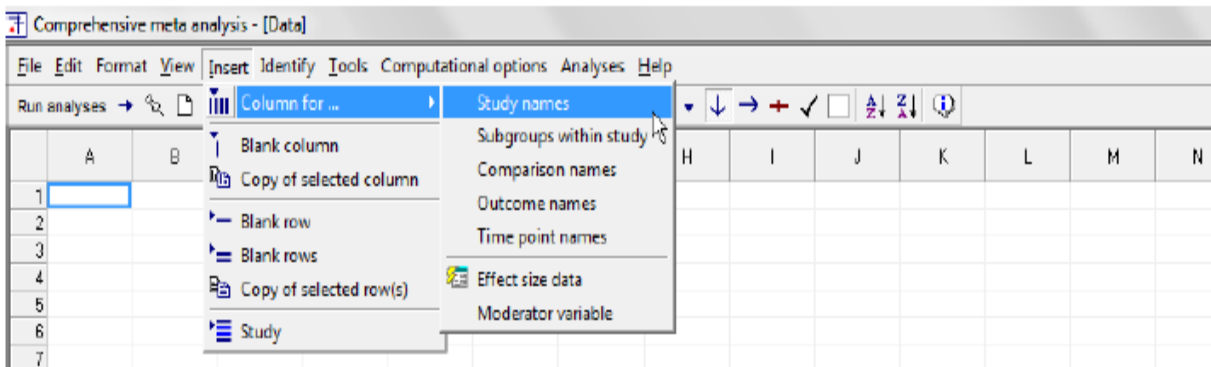 Comprehensive meta analysis - [Data]
File Edit Format View Insert Identify Tools Computational options Analyses Help
Run analyses
Column for ...
Study names
Subgroups within study
Blank column
Comparison names
Copy of selected column
Outcome names
Blank row
Time point names
Blank rows
Effect size data
Copy of selected row(s)
Moderator variable
Study
A B H I J K L M N
1
2
3
4
5
6
7